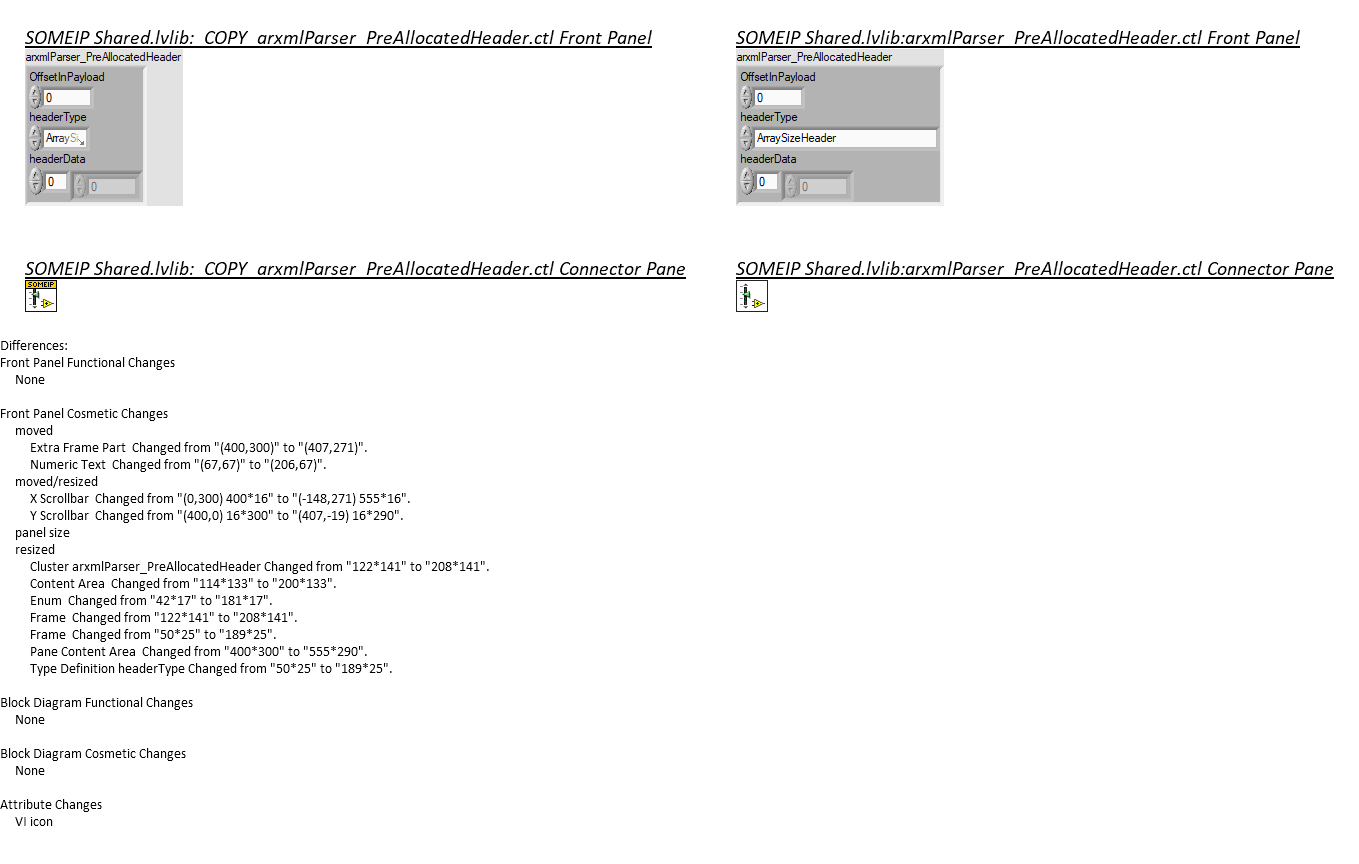 SOMEIP Shared.lvlib:_COPY_arxmlParser_PreAllocatedHeader.ctl Front Panel
arxmlParser_PreAllocatedHeader
OffsetInPayload
0
headerType
ArraySi
headerData
0 0
SOMEIP Shared.lvlib:arxmlParser_PreAllocatedHeader.ctl Front Panel
arxmlParser_PreAllocatedHeader
OffsetInPayload
0
headerType
ArraySizeHeader
headerData
0 0
SOMEIP Shared.lvlib:_COPY_arxmlParser_PreAllocatedHeader.ctl Connector Pane
SOMEIP
SOMEIP Shared.lvlib:arxmlParser_PreAllocatedHeader.ctl Connector Pane
Differences:
Front Panel Functional Changes
None
Front Panel Cosmetic Changes
moved
Extra Frame Part  Changed from "(400,300)" to "(407,271)".
Numeric Text  Changed from "(67,67)" to "(206,67)".
moved/resized
X Scrollbar  Changed from "(0,300) 400*16" to "(-148,271) 555*16".
Y Scrollbar  Changed from "(400,0) 16*300" to "(407,-19) 16*290".
panel size
resized
Cluster arxmlParser_PreAllocatedHeader Changed from "122*141" to "208*141".
Content Area  Changed from "114*133" to "200*133".
Enum  Changed from "42*17" to "181*17".
Frame  Changed from "122*141" to "208*141".
Frame  Changed from "50*25" to "189*25".
Pane Content Area  Changed from "400*300" to "555*290".
Type Definition headerType Changed from "50*25" to "189*25".
Block Diagram Functional Changes
None
Block Diagram Cosmetic Changes
None
Attribute Changes
VI icon